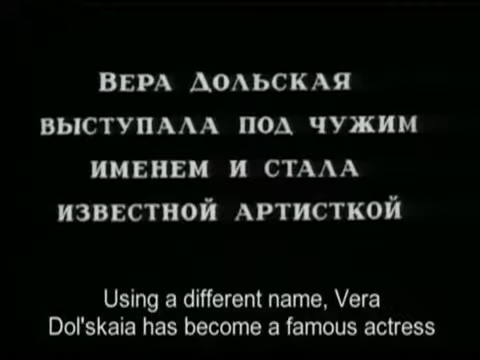 Вера Дольская
выступала под чужим
именем и стала
известной артисткой
Using a different name, Vera
Dol'skaia has become a famous actress